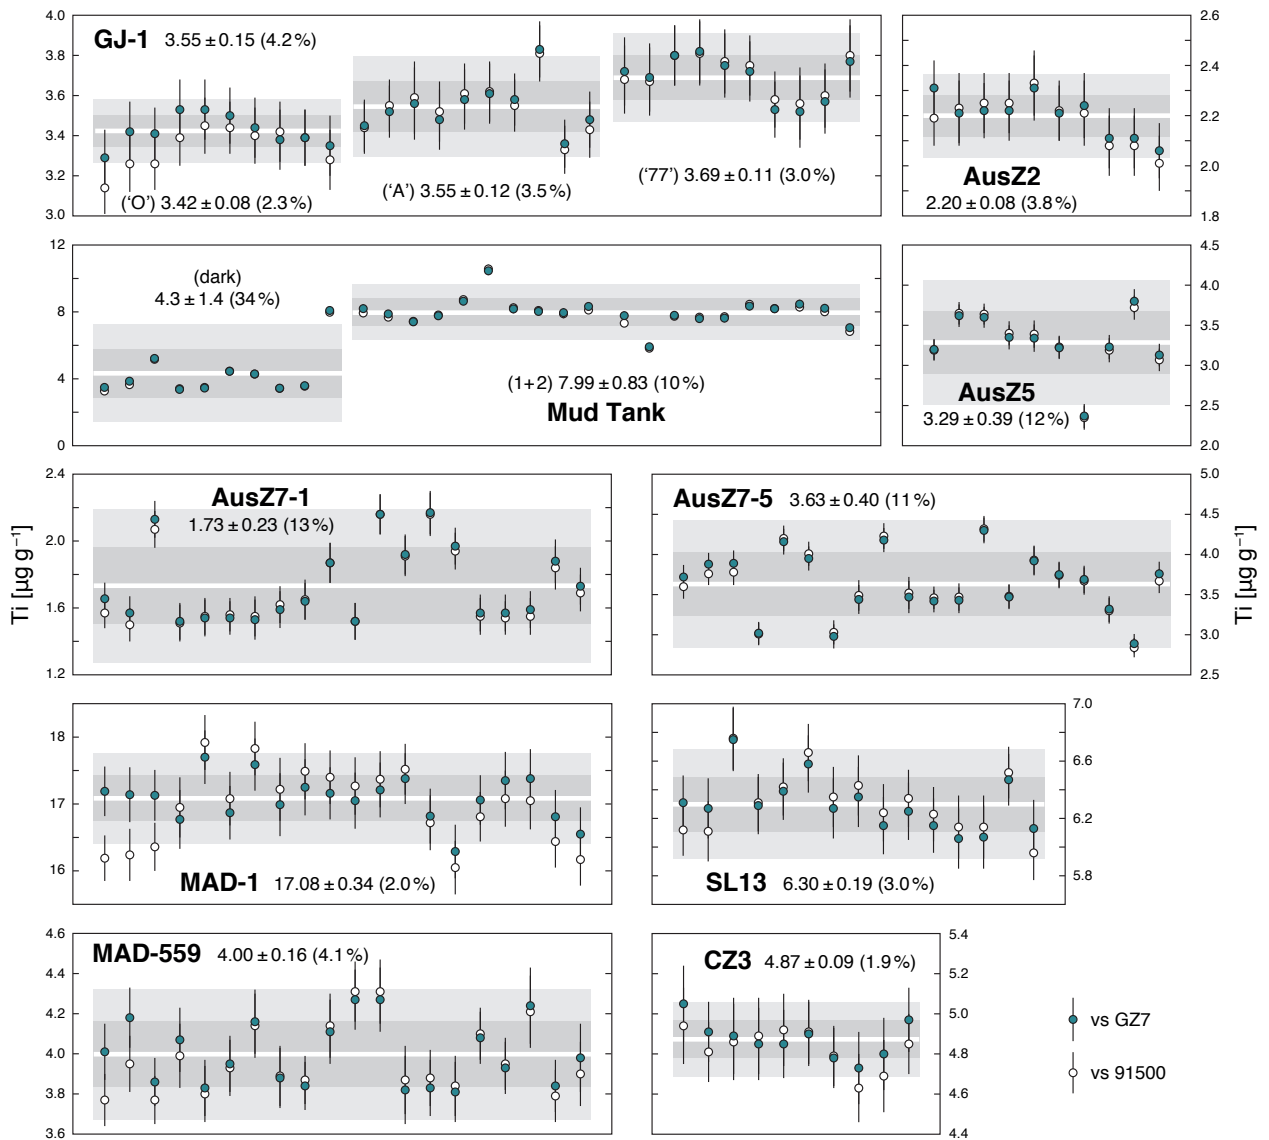 4.0
3.8
3.6
3.4
3.2
3.0
GJ-1 3.55 ± 0.15 (4.2 %)
(‘O’) 3.42 ± 0.08 (2.3 %)
(‘A’) 3.55 ± 0.12 (3.5 %)
(‘77’) 3.69 ± 0.11 (3.0 %)
AusZ2
2.20 ± 0.08 (3.8 %)
2.6
2.4
2.2
2.0
1.8
12
8
4
0
(dark)
4.3 ± 1.4 (34 %)
(1+2) 7.99 ± 0.83 (10 %)
Mud Tank
AusZ5
3.29 ± 0.39 (12 %)
4.5
4.0
3.5
3.0
2.5
2.0
Ti [µg g⁻¹]
2.4
2.0
1.6
1.2
AusZ7-1
1.73 ± 0.23 (13 %)
AusZ7-5 3.63 ± 0.40 (11 %)
5.0
4.5
4.0
3.5
3.0
2.5
Ti [µg g⁻¹]
18
17
16
MAD-1 17.08 ± 0.34 (2.0 %)
SL13 6.30 ± 0.19 (3.0 %)
7.0
6.6
6.2
5.8
4.6
4.4
4.2
4.0
3.8
3.6
MAD-559 4.00 ± 0.16 (4.1 %)
CZ3 4.87 ± 0.09 (1.9 %)
5.4
5.2
5.0
4.8
4.6
4.4
vs GZ7
vs 91500